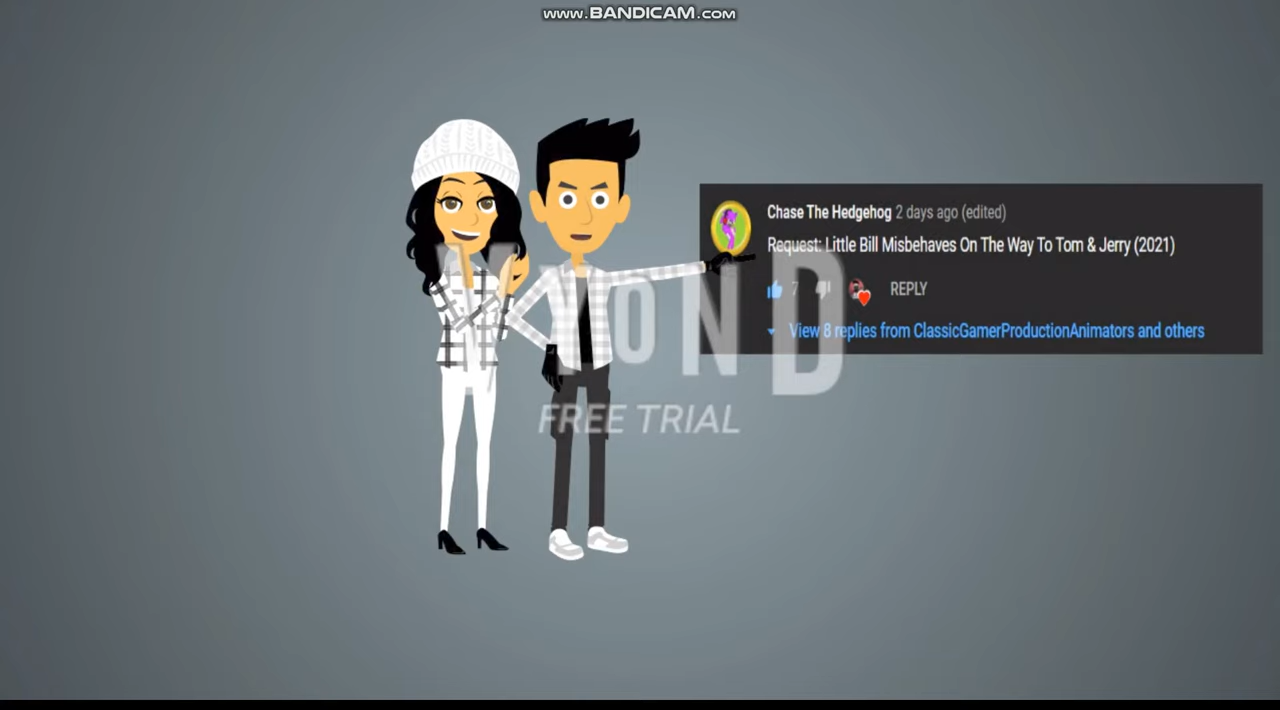 www.BANDICAM.com
Chase The Hedgehog 2 days ago (edited)
Request: Little Bill Misbehaves On The Way To Tom & Jerry (2021)
7 REPLY
View 8 replies from ClassicGamerProductionAnimators and others
VYOND
FREE TRIAL